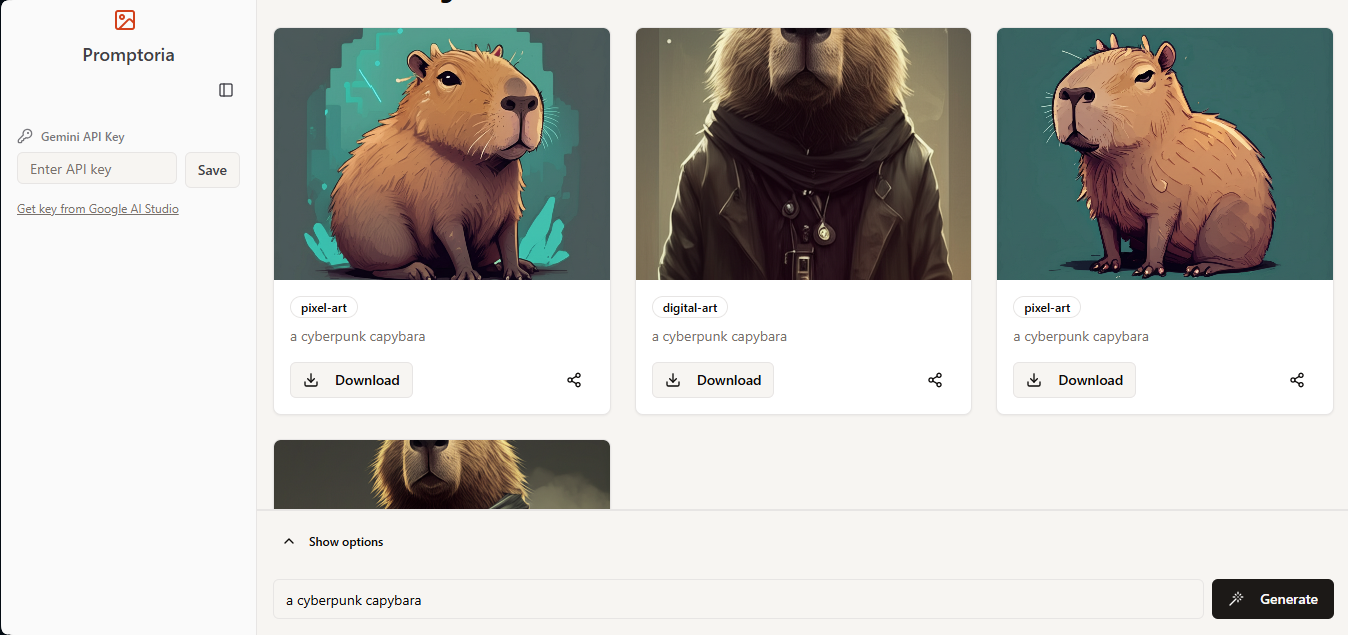 Promptoria
Gemini API Key
Enter API key
Save
Get key from Google AI Studio
pixel-art
a cyberpunk capybara
Download
digital-art
a cyberpunk capybara
Download
pixel-art
a cyberpunk capybara
Download
Show options
a cyberpunk capybara
Generate